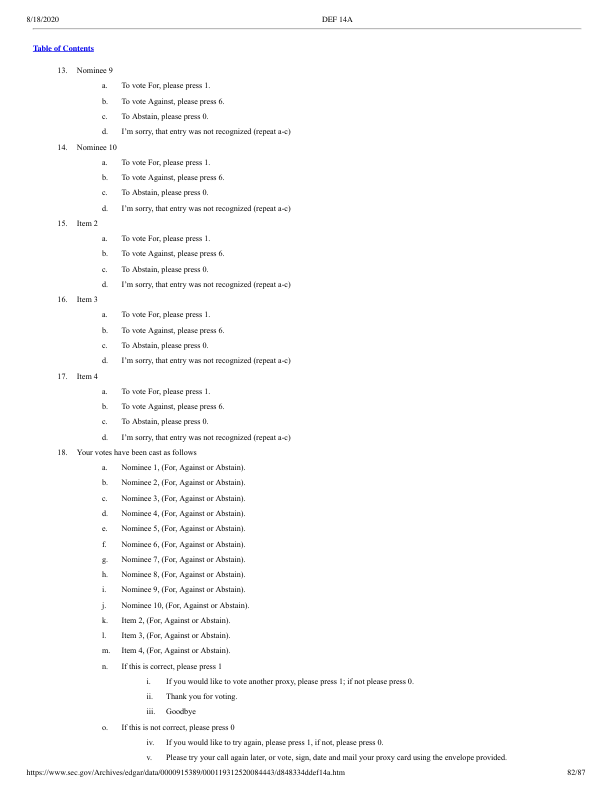 8/18/2020 DEF 14A
Table of Contents
13. Nominee 9
a. To vote For, please press 1.
b. To vote Against, please press 6.
c. To Abstain, please press 0.
d. I'm sorry, that entry was not recognized (repeat a-c)
14. Nominee 10
a. To vote For, please press 1.
b. To vote Against, please press 6.
c. To Abstain, please press 0.
d. I'm sorry, that entry was not recognized (repeat a-c)
15. Item 2
a. To vote For, please press 1.
b. To vote Against, please press 6.
c. To Abstain, please press 0.
d. I'm sorry, that entry was not recognized (repeat a-c)
16. Item 3
a. To vote For, please press 1.
b. To vote Against, please press 6.
c. To Abstain, please press 0.
d. I'm sorry, that entry was not recognized (repeat a-c)
17. Item 4
a. To vote For, please press 1.
b. To vote Against, please press 6.
c. To Abstain, please press 0.
d. I'm sorry, that entry was not recognized (repeat a-c)
18. Your votes have been cast as follows
a. Nominee 1, (For, Against or Abstain).
b. Nominee 2, (For, Against or Abstain).
c. Nominee 3, (For, Against or Abstain).
d. Nominee 4, (For, Against or Abstain).
e. Nominee 5, (For, Against or Abstain).
f. Nominee 6, (For, Against or Abstain).
g. Nominee 7, (For, Against or Abstain).
h. Nominee 8, (For, Against or Abstain).
i. Nominee 9, (For, Against or Abstain).
j. Nominee 10, (For, Against or Abstain).
k. Item 2, (For, Against or Abstain).
l. Item 3, (For, Against or Abstain).
m. Item 4, (For, Against or Abstain).
n. If this is correct, please press 1
i. If you would like to vote another proxy, please press 1; if not please press 0.
ii. Thank you for voting.
iii. Goodbye
o. If this is not correct, please press 0
iv. If you would like to try again, please press 1, if not, please press 0.
v. Please try your call again later, or vote, sign, date and mail your proxy card using the envelope provided.
https://www.sec.gov/Archives/edgar/data/0000915389/000119312520084443/d848334ddef14a.htm 82/87